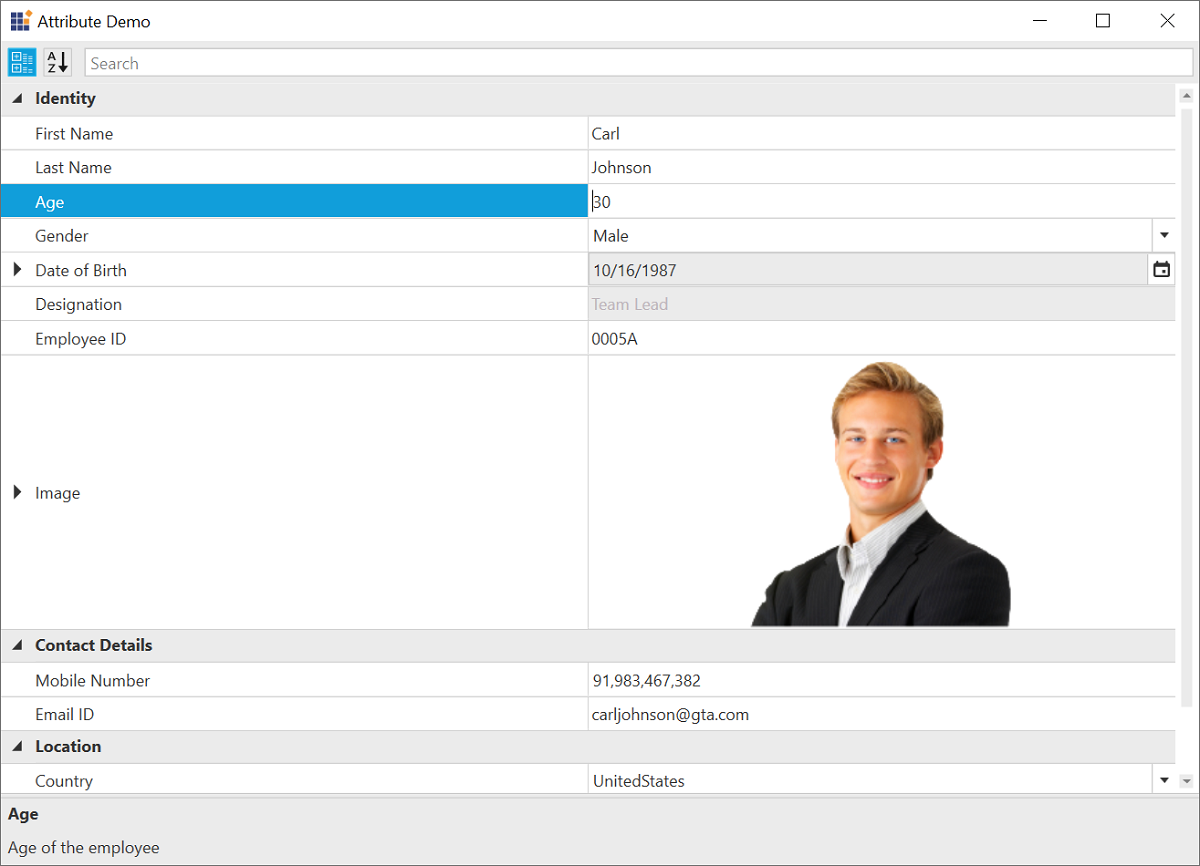 Attribute Demo
A Z Search
Identity
First Name Carl
Last Name Johnson
Age 30
Gender Male
Date of Birth 10/16/1987
Designation Team Lead
Employee ID 0005A
Image
Contact Details
Mobile Number 91,983,467,382
Email ID carljohnson@gta.com
Location
Country UnitedStates
Age
Age of the employee